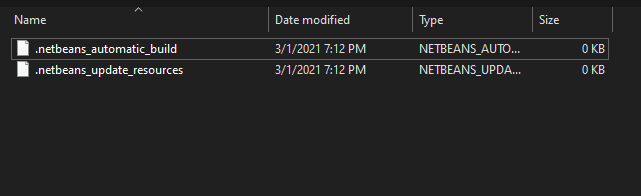 Name Date modified Type Size
.netbeans_automatic_build 3/1/2021 7:12 PM NETBEANS_AUTO... 0 KB
.netbeans_update_resources 3/1/2021 7:12 PM NETBEANS_UPDA... 0 KB